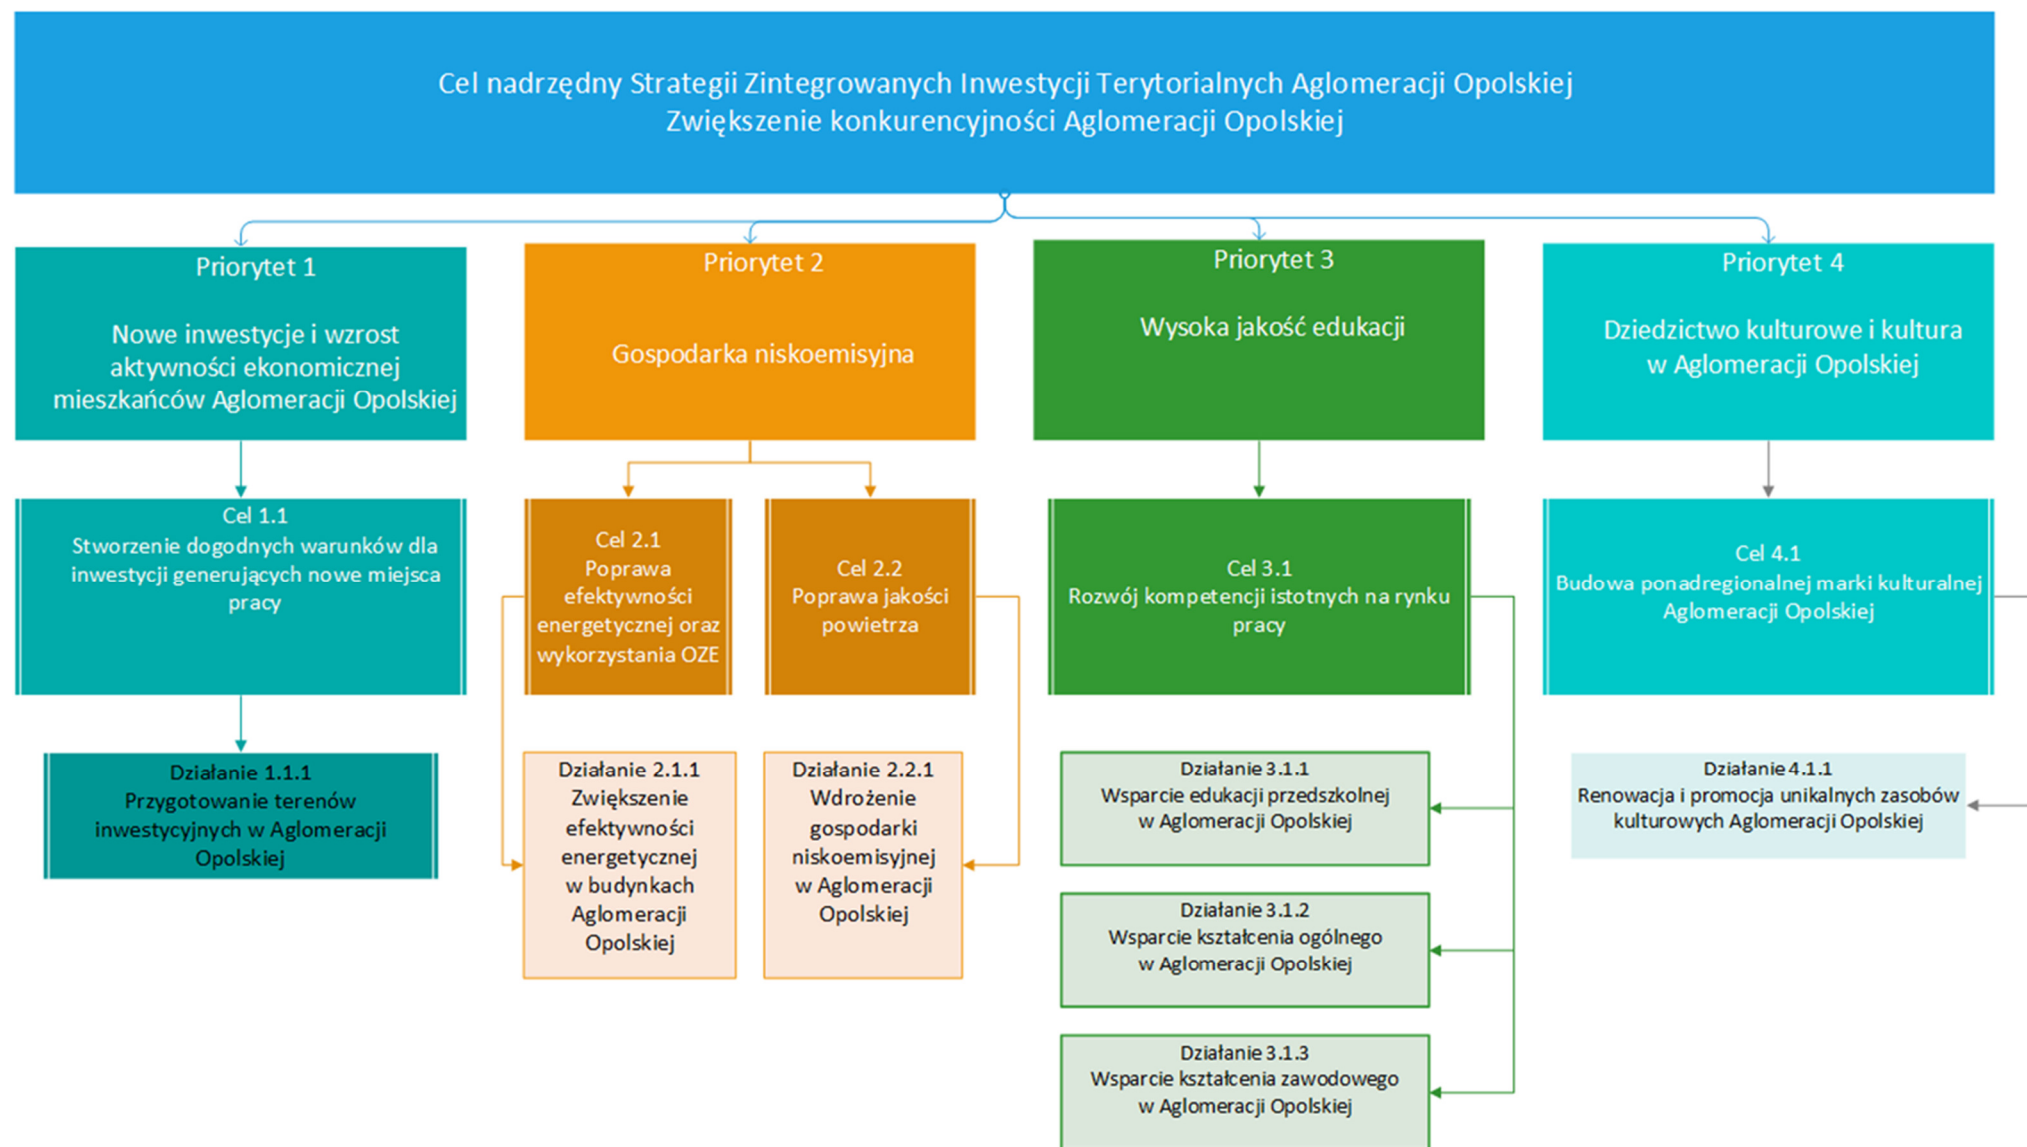 Cel nadrzędny Strategii Zintegrowanych Inwestycji Terytorialnych Aglomeracji Opolskiej
Zwiększenie konkurencyjności Aglomeracji Opolskiej
Priorytet 1
Nowe inwestycje i wzrost
aktywności ekonomicznej
mieszkańców Aglomeracji Opolskiej
Priorytet 2
Gospodarka niskoemisyjna
Priorytet 3
Wysoka jakość edukacji
Priorytet 4
Dziedzictwo kulturowe i kultura
w Aglomeracji Opolskiej
Cel 1.1
Stworzenie dogodnych warunków dla
inwestycji generujących nowe miejsca
pracy
Cel 2.1
Poprawa
efektywności
energetycznej oraz
wykorzystania OZE
Cel 2.2
Poprawa jakości
powietrza
Cel 3.1
Rozwój kompetencji istotnych na rynku
pracy
Cel 4.1
Budowa ponadregionalnej marki kulturalnej
Aglomeracji Opolskiej
Działanie 1.1.1
Przygotowanie terenów
inwestycyjnych w Aglomeracji
Opolskiej
Działanie 2.1.1
Zwiększenie
efektywności
energetycznej
w budynkach
Aglomeracji
Opolskiej
Działanie 2.2.1
Wdrożenie
gospodarki
niskoemisyjnej
w Aglomeracji
Opolskiej
Działanie 3.1.1
Wsparcie edukacji przedszkolnej
w Aglomeracji Opolskiej
Działanie 3.1.2
Wsparcie kształcenia ogólnego
w Aglomeracji Opolskiej
Działanie 3.1.3
Wsparcie kształcenia zawodowego
w Aglomeracji Opolskiej
Działanie 4.1.1
Renowacja i promocja unikalnych zasobów
kulturowych Aglomeracji Opolskiej